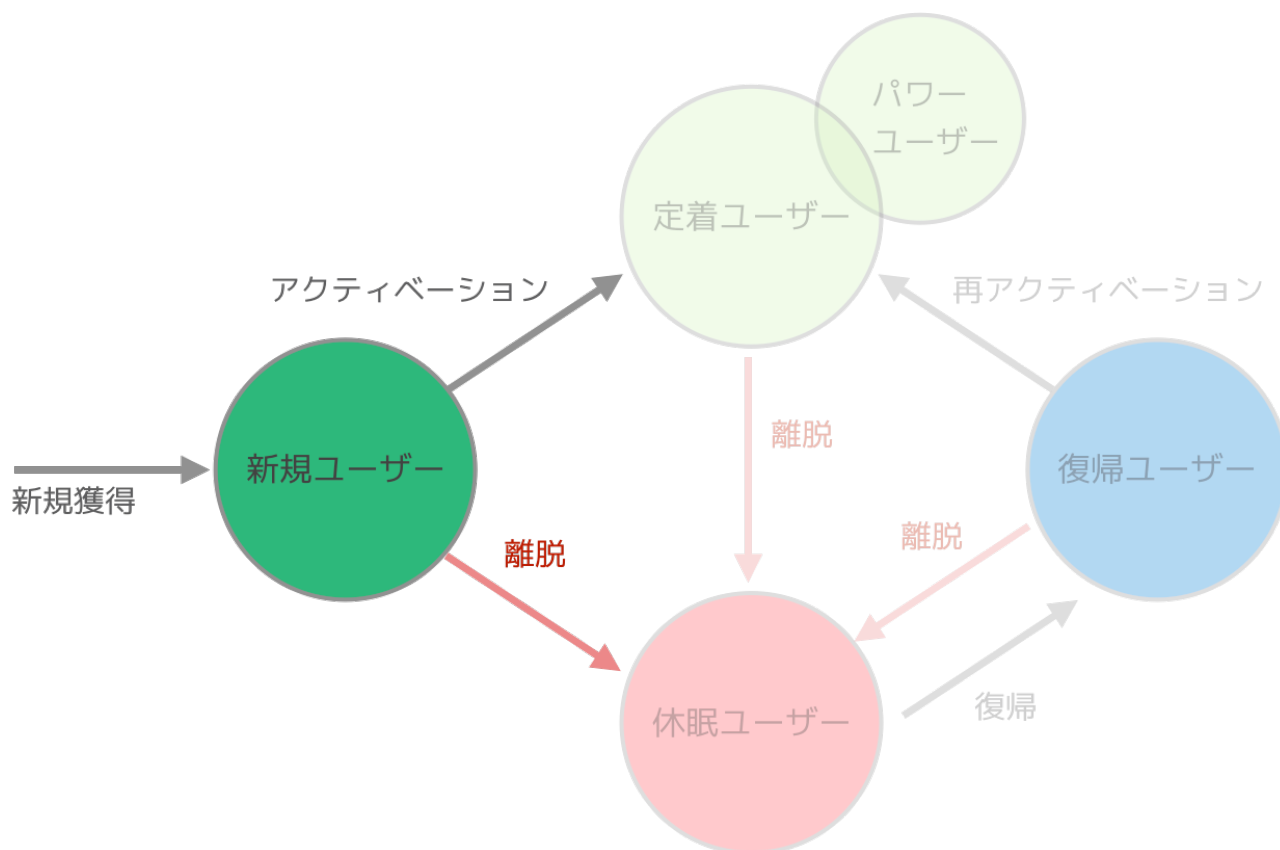 パワー
ユーザー
定着ユーザー
アクティベーション
再アクティベーション
離脱
新規ユーザー
復帰ユーザー
新規獲得
離脱
離脱
復帰
休眠ユーザー